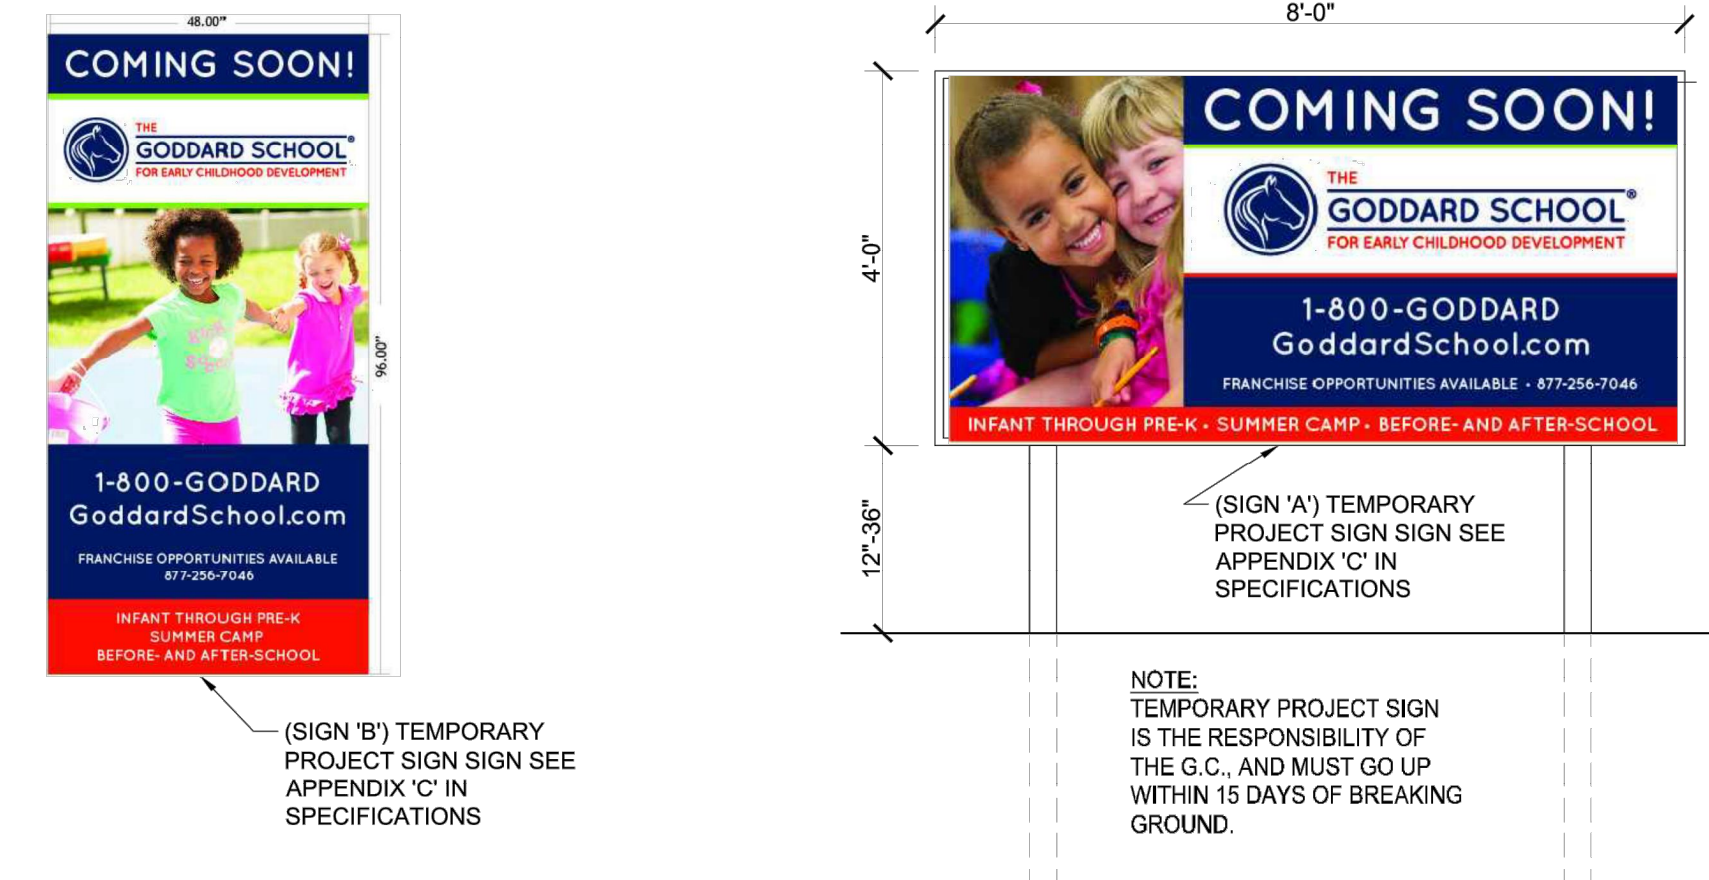 48.00"
COMING SOON!
THE
GODDARD SCHOOL®
FOR EARLY CHILDHOOD DEVELOPMENT
96.00"
1-800-GODDARD
GoddardSchool.com
FRANCHISE OPPORTUNITIES AVAILABLE
877-256-7046
INFANT THROUGH PRE-K
SUMMER CAMP
BEFORE- AND AFTER-SCHOOL
(SIGN 'B') TEMPORARY
PROJECT SIGN SIGN SEE
APPENDIX 'C' IN
SPECIFICATIONS
8'-0"
4'-0"
12"-36"
COMING SOON!
THE
GODDARD SCHOOL®
FOR EARLY CHILDHOOD DEVELOPMENT
1-800-GODDARD
GoddardSchool.com
FRANCHISE OPPORTUNITIES AVAILABLE • 877-256-7046
INFANT THROUGH PRE-K • SUMMER CAMP • BEFORE- AND AFTER-SCHOOL
(SIGN 'A') TEMPORARY
PROJECT SIGN SIGN SEE
APPENDIX 'C' IN
SPECIFICATIONS
NOTE:
TEMPORARY PROJECT SIGN
IS THE RESPONSIBILITY OF
THE G.C., AND MUST GO UP
WITHIN 15 DAYS OF BREAKING
GROUND.